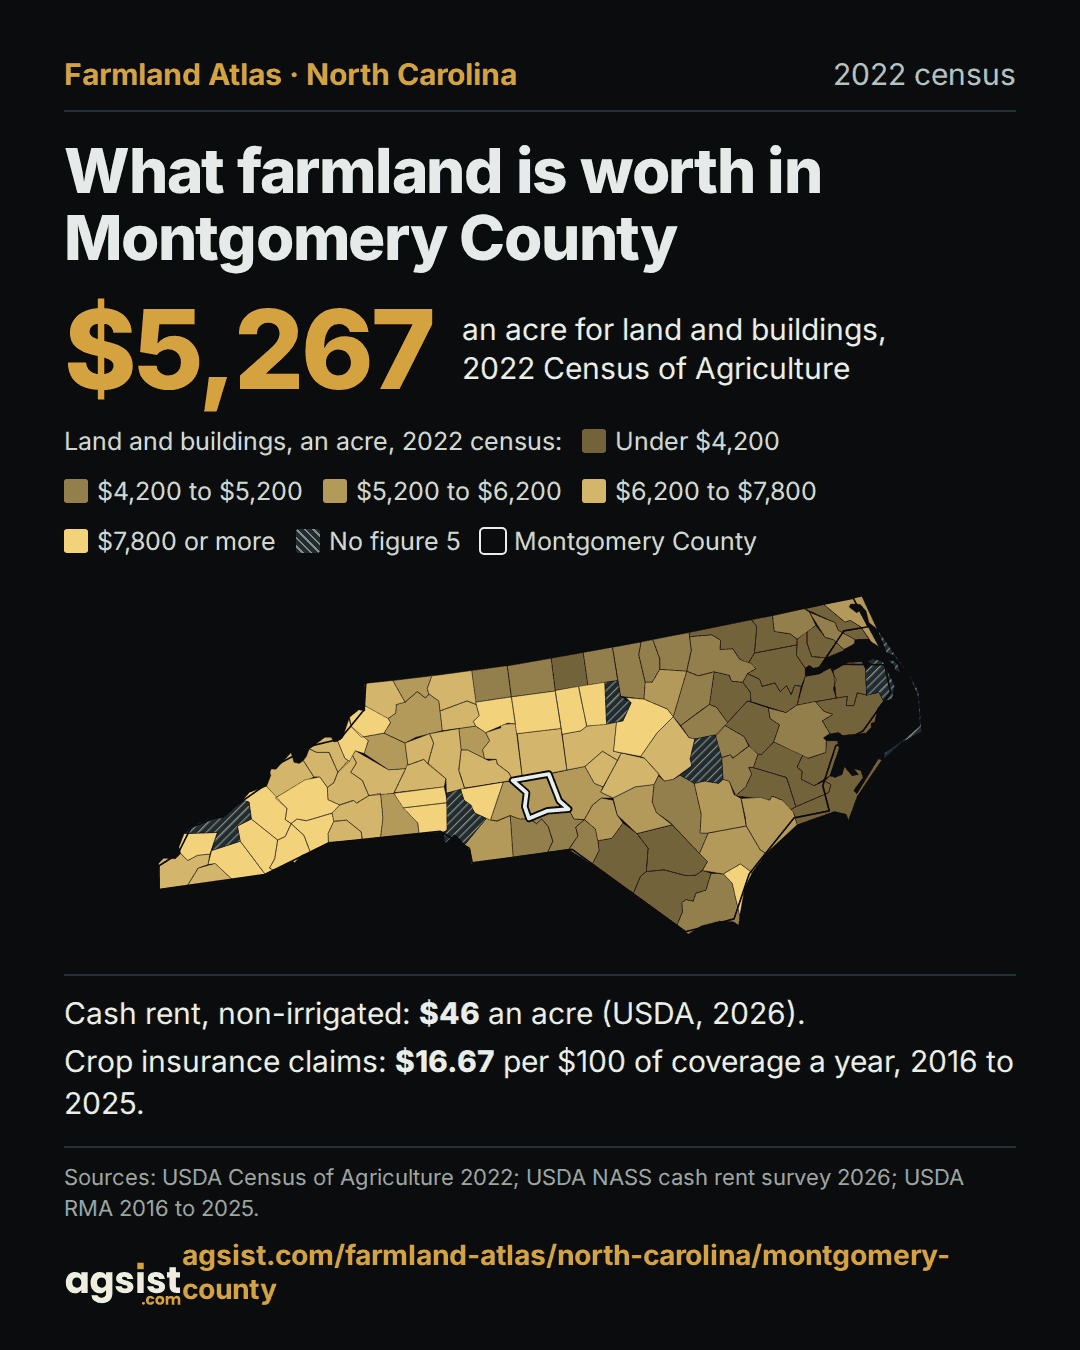 Farmland Atlas · North Carolina
2022 census
What farmland is worth in
Montgomery County
$5,267
an acre for land and buildings,
2022 Census of Agriculture
Land and buildings, an acre, 2022 census: Under $4,200
$4,200 to $5,200 $5,200 to $6,200 $6,200 to $7,800
$7,800 or more No figure 5 Montgomery County
Cash rent, non-irrigated: $46 an acre (USDA, 2026).
Crop insurance claims: $16.67 per $100 of coverage a year, 2016 to
2025.
Sources: USDA Census of Agriculture 2022; USDA NASS cash rent survey 2026; USDA
RMA 2016 to 2025.
agsist.com
agsist.com/farmland-atlas/north-carolina/montgomery-
county